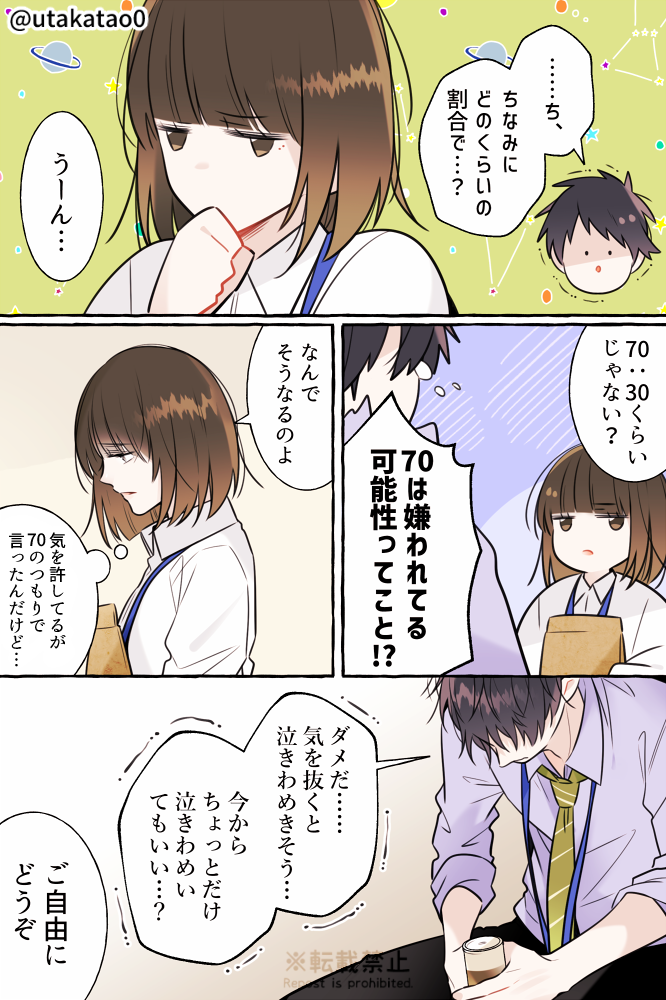 @utakatao0
……ち、
ちなみに
どのくらいの
割合で…？
うーん…
70：30くらい
じゃない？
70は嫌われてる
可能性ってこと!?
なんで
そうなるのよ
気を許してるが
70のつもりで
言ったんだけど…
ダメだ……
気を抜くと
泣きわめきそう…
今から
ちょっとだけ
泣きわめい
てもいい…？
ご自由に
どうぞ
※転載禁止
Repost is prohibited.